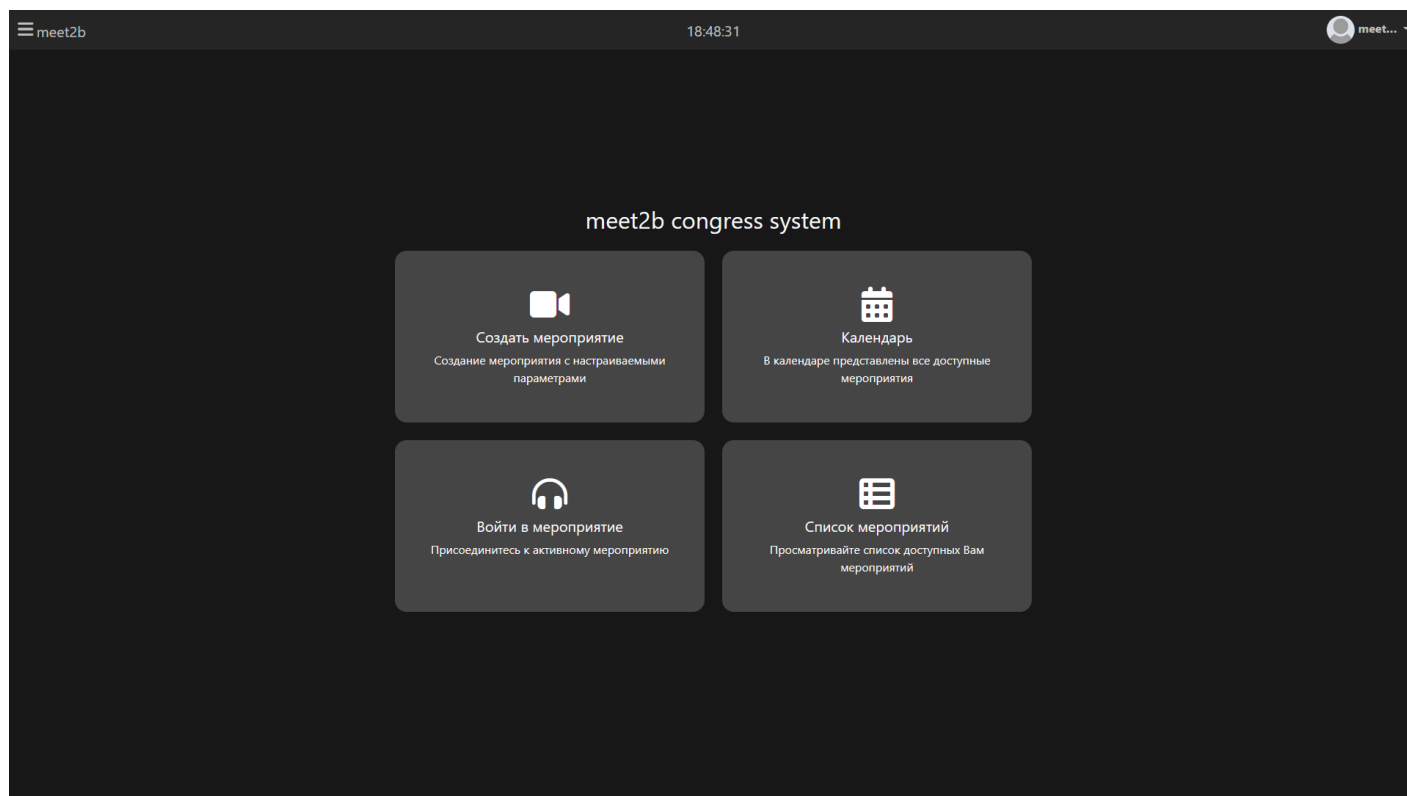 meet2b
18:48:31
meet...
meet2b congress system
Создать мероприятие
Создание мероприятия с настраиваемыми
параметрами
Календарь
В календаре представлены все доступные
мероприятия
Войти в мероприятие
Присоединитесь к активному мероприятию
Список мероприятий
Просматривайте список доступных Вам
мероприятий